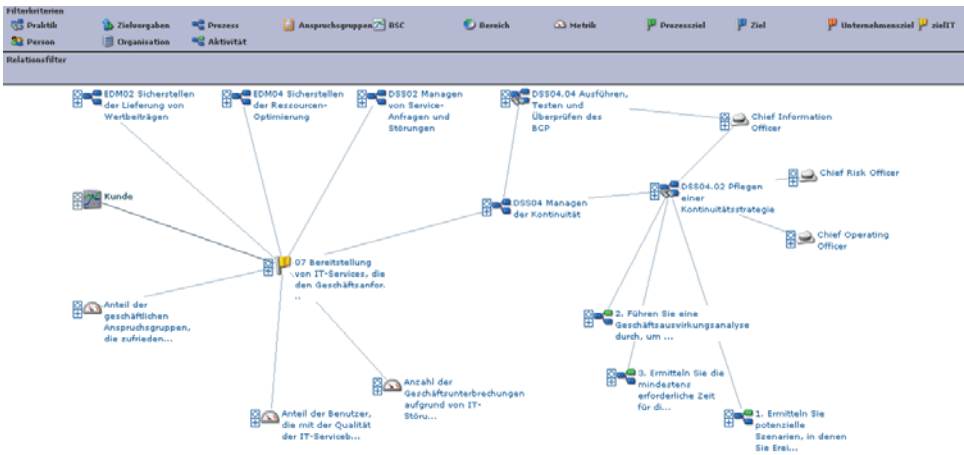 Filterkriterien
Praktik Zielvorgaben Prozess Anspruchsgruppen BSC Bereich Metrik Prozessziel Ziel Unternehmensziel zielIT
Person Organisation Aktivität
Relationsfilter
EDM02 Sicherstellen
der Lieferung von
Wertbeiträgen
EDM04 Sicherstellen
der Ressourcen-
Optimierung
DSS02 Managen
von Service-
Anfragen und
Störungen
DSS04.04 Ausführen,
Testen und
Überprüfen des
BCP
Chief Information
Officer
Chief Risk Officer
Kunde
DSS04 Managen
der Kontinuität
DSS04.02 Pflegen
einer
Kontinuitätsstrategie
Chief Operating
Officer
07 Bereitstellung
von IT-Services, die
den Geschäftsanfor.
..
Anteil der
geschäftlichen
Anspruchsgruppen,
die zufrieden...
2. Führen Sie eine
Geschäftsauswirkungsanalyse
durch, um ...
3. Ermitteln Sie die
mindestens
erforderliche Zeit
für di...
Anzahl der
Geschäftsunterbrechungen
aufgrund von IT-
Störu...
Anteil der Benutzer,
die mit der Qualität
der IT-Serviceb...
1. Ermitteln Sie
potenzielle
Szenarien, in denen
Sie Erei...